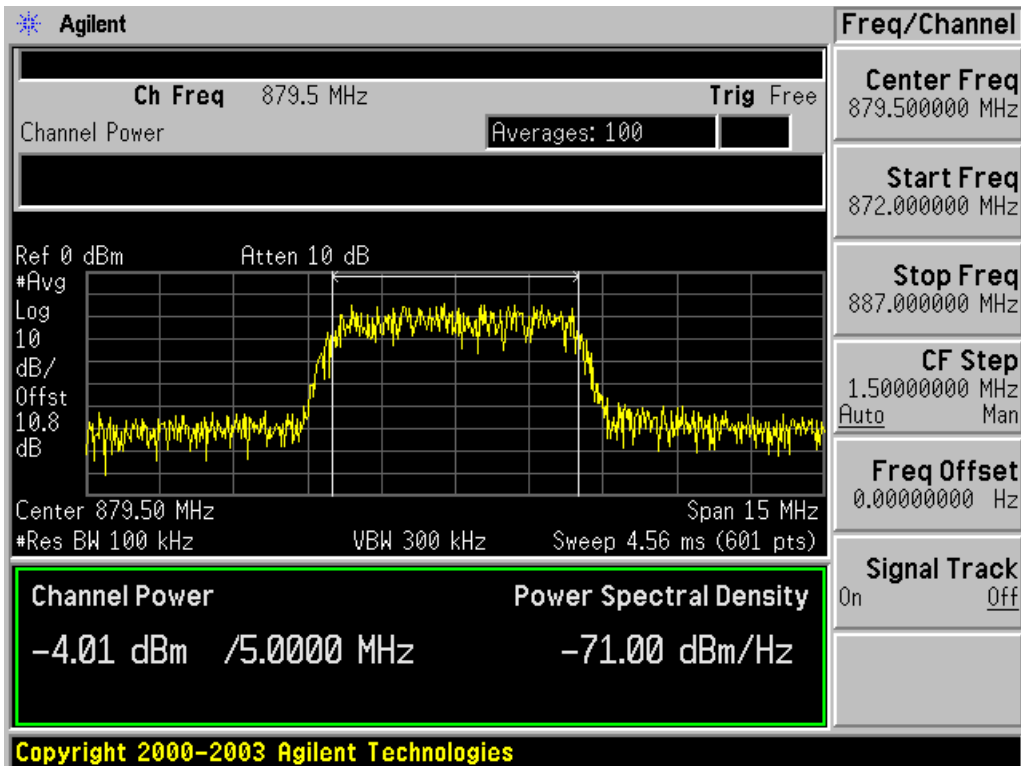 Agilent
Freq/Channel
Ch Freq 879.5 MHz Trig Free
Channel Power Averages: 100
Ref 0 dBm Atten 10 dB
#Avg
Log
10
dB/
Offst
10.8
dB
Center 879.50 MHz Span 15 MHz
#Res BW 100 kHz VBW 300 kHz Sweep 4.56 ms (601 pts)
Channel Power Power Spectral Density
-4.01 dBm /5.0000 MHz -71.00 dBm/Hz
Center Freq
879.500000 MHz
Start Freq
872.000000 MHz
Stop Freq
887.000000 MHz
CF Step
1.50000000 MHz
Auto Man
Freq Offset
0.00000000 Hz
Signal Track
On Off
Copyright 2000-2003 Agilent Technologies